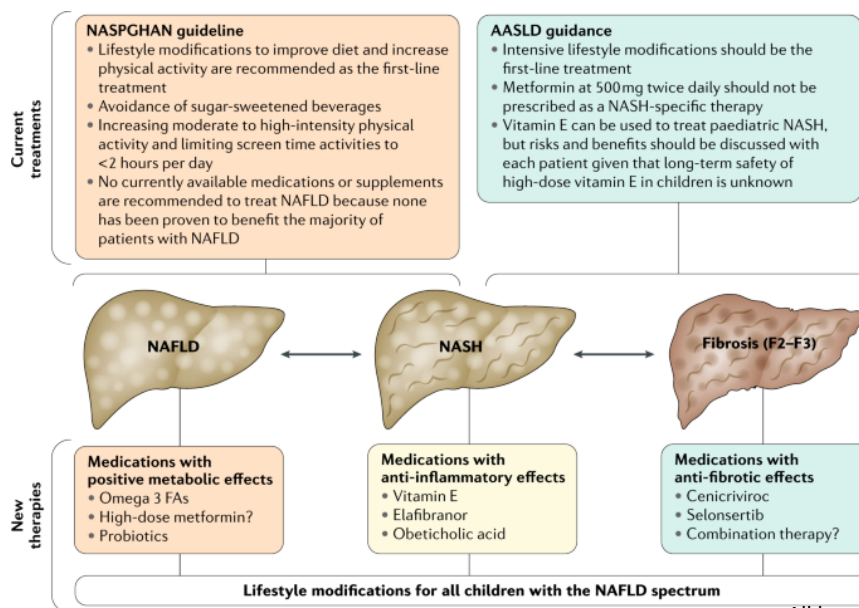 Current
treatments
NASPGHAN guideline
• Lifestyle modifications to improve diet and increase
physical activity are recommended as the first-line
treatment
• Avoidance of sugar-sweetened beverages
• Increasing moderate to high-intensity physical
activity and limiting screen time activities to
<2 hours per day
• No currently available medications or supplements
are recommended to treat NAFLD because none
has been proven to benefit the majority of
patients with NAFLD
AASLD guidance
• Intensive lifestyle modifications should be the
first-line treatment
• Metformin at 500 mg twice daily should not be
prescribed as a NASH-specific therapy
• Vitamin E can be used to treat paediatric NASH,
but risks and benefits should be discussed with
each patient given that long-term safety of
high-dose vitamin E in children is unknown
NAFLD
NASH
Fibrosis (F2–F3)
New
therapies
Medications with
positive metabolic effects
• Omega 3 FAs
• High-dose metformin?
• Probiotics
Medications with
anti-inflammatory effects
• Vitamin E
• Elafibranor
• Obeticholic acid
Medications with
anti-fibrotic effects
• Cenicriviroc
• Selonsertib
• Combination therapy?
Lifestyle modifications for all children with the NAFLD spectrum